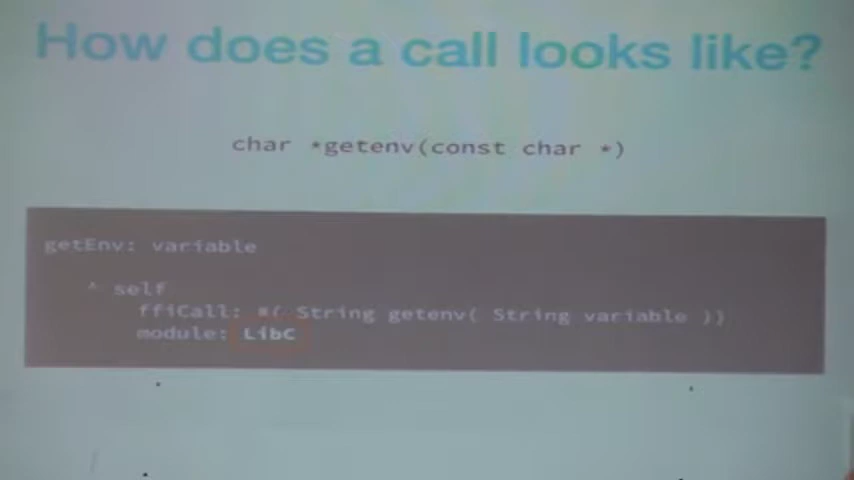 How does a call looks like?
char *getenv(const char *)
getEnv: variable
^ self
ffiCall: #( String getenv( String variable ))
module: LibC